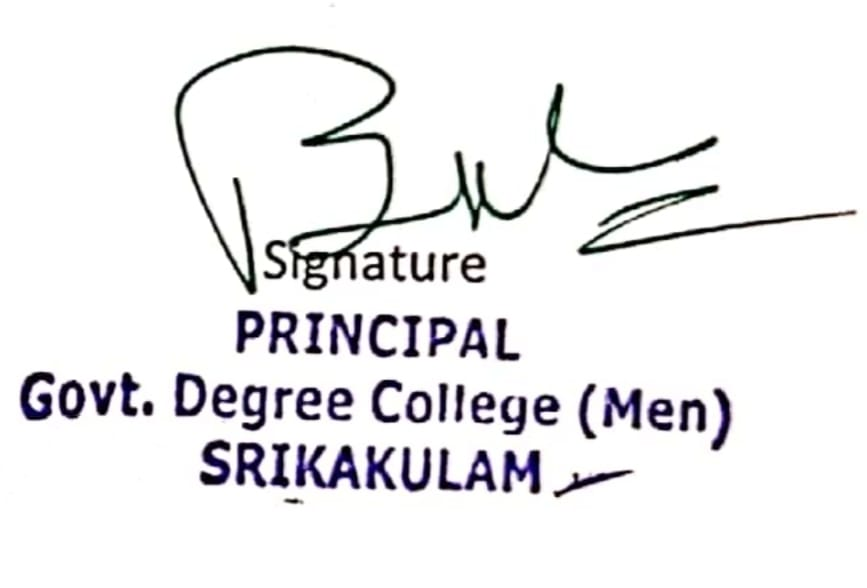 Signature
PRINCIPAL
Govt. Degree College (Men)
SRIKAKULAM